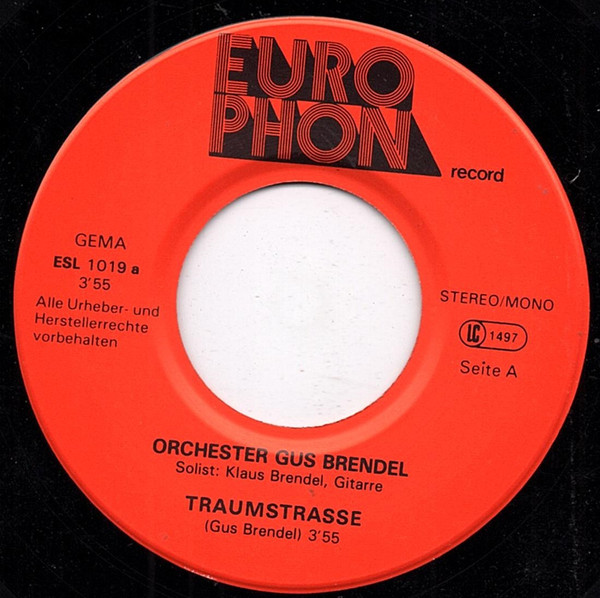 EURO
PHON
record
GEMA
ESL 1019 a
3'55
Alle Urheber- und
Herstellerrechte
vorbehalten
STEREO/MONO
LC 1497
Seite A
ORCHESTER GUS BRENDEL
Solist: Klaus Brendel, Gitarre
TRAUMSTRASSE
(Gus Brendel) 3'55